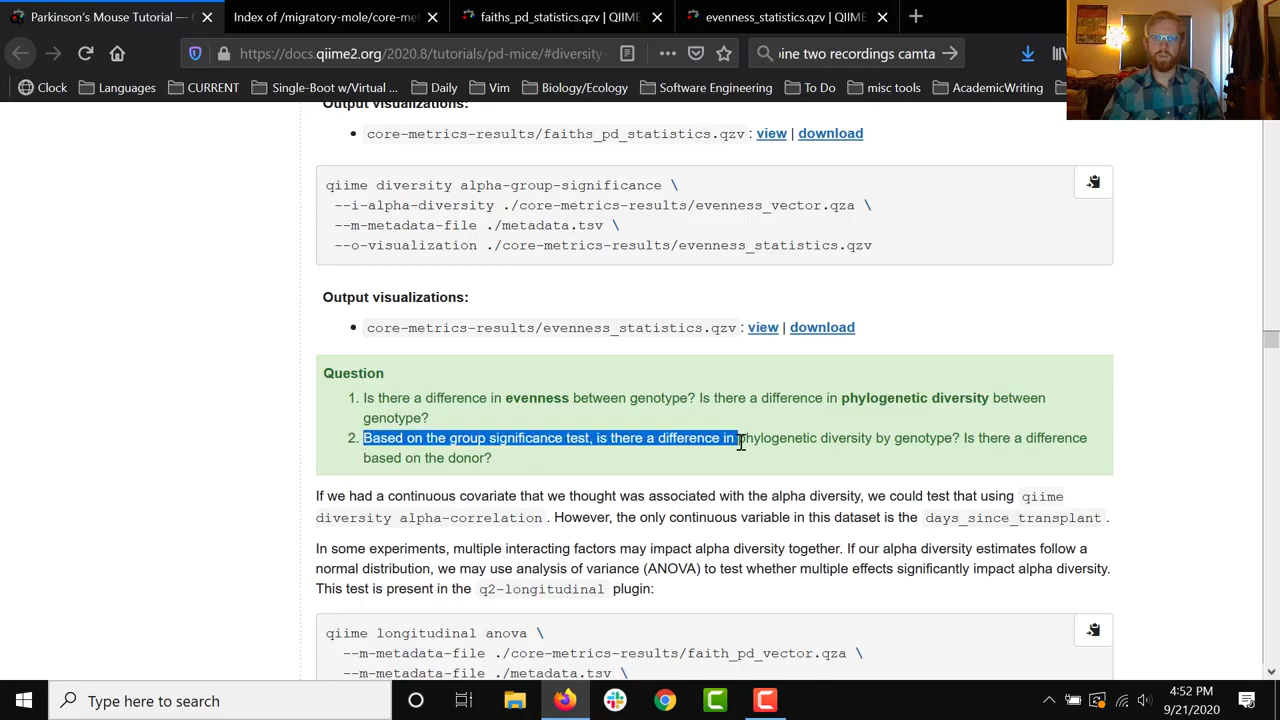 Parkinson's Mouse Tutorial —
Index of /migratory-mole/core-met
faiths_pd_statistics.qzv | QIIME
evenness_statistics.qzv | QIIME
https://docs.qiime2.org/2020.8/tutorials/pd-mice/#diversity-
ine two recordings camta
Clock
Languages
CURRENT
Single-Boot w/Virt...
Daily
Vim
Biology/Ecology
Software Engineering
To Do
misc tools
AcademicWriting
Output visualizations:
• core-metrics-results/faiths_pd_statistics.qzv: view | download
qiime diversity alpha-group-significance \
--i-alpha-diversity ./core-metrics-results/evenness_vector.qza \
--m-metadata-file ./metadata.tsv \
--o-visualization ./core-metrics-results/evenness_statistics.qzv
Output visualizations:
• core-metrics-results/evenness_statistics.qzv: view | download
Question
1. Is there a difference in evenness between genotype? Is there a difference in phylogenetic diversity between
genotype?
2. Based on the group significance test, is there a difference in phylogenetic diversity by genotype? Is there a difference
based on the donor?
If we had a continuous covariate that we thought was associated with the alpha diversity, we could test that using qiime
diversity alpha-correlation. However, the only continuous variable in this dataset is the days_since_transplant.
In some experiments, multiple interacting factors may impact alpha diversity together. If our alpha diversity estimates follow a
normal distribution, we may use analysis of variance (ANOVA) to test whether multiple effects significantly impact alpha diversity.
This test is present in the q2-longitudinal plugin:
qiime longitudinal anova \
--m-metadata-file ./core-metrics-results/faith_pd_vector.qza \
--m-metadata-file ./metadata.tsv \
Type here to search
4:52 PM
9/21/2020